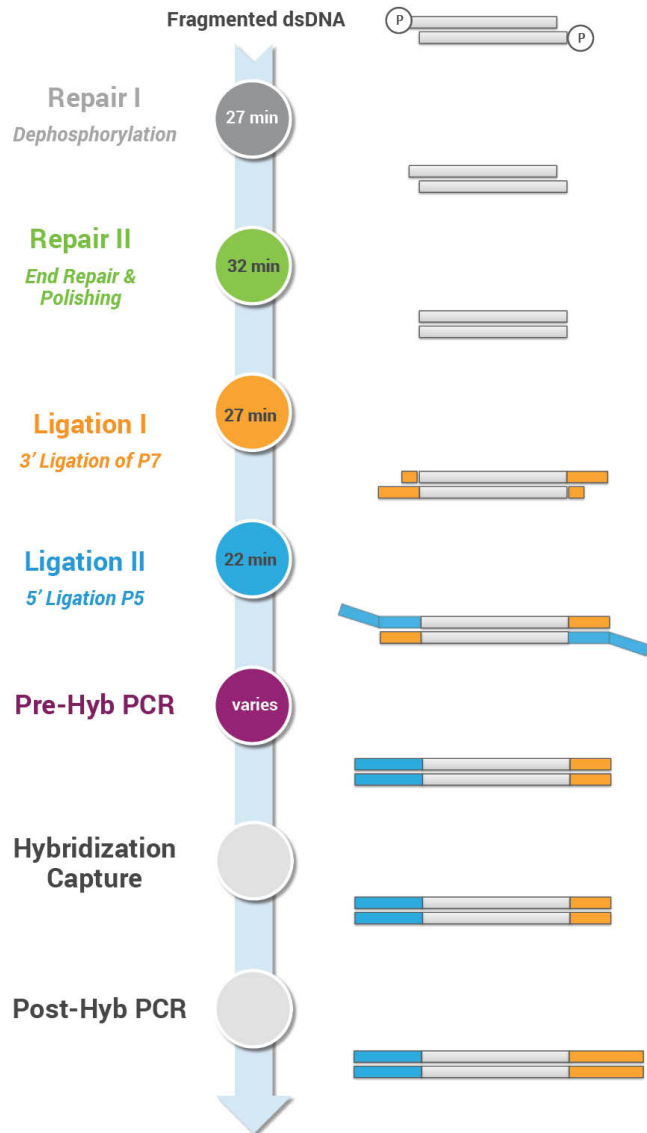 Fragmented dsDNA
P
P
Repair I
Dephosphorylation
27 min
Repair II
End Repair &
Polishing
32 min
Ligation I
3’ Ligation of P7
27 min
Ligation II
5’ Ligation P5
22 min
Pre-Hyb PCR
varies
Hybridization
Capture
Post-Hyb PCR